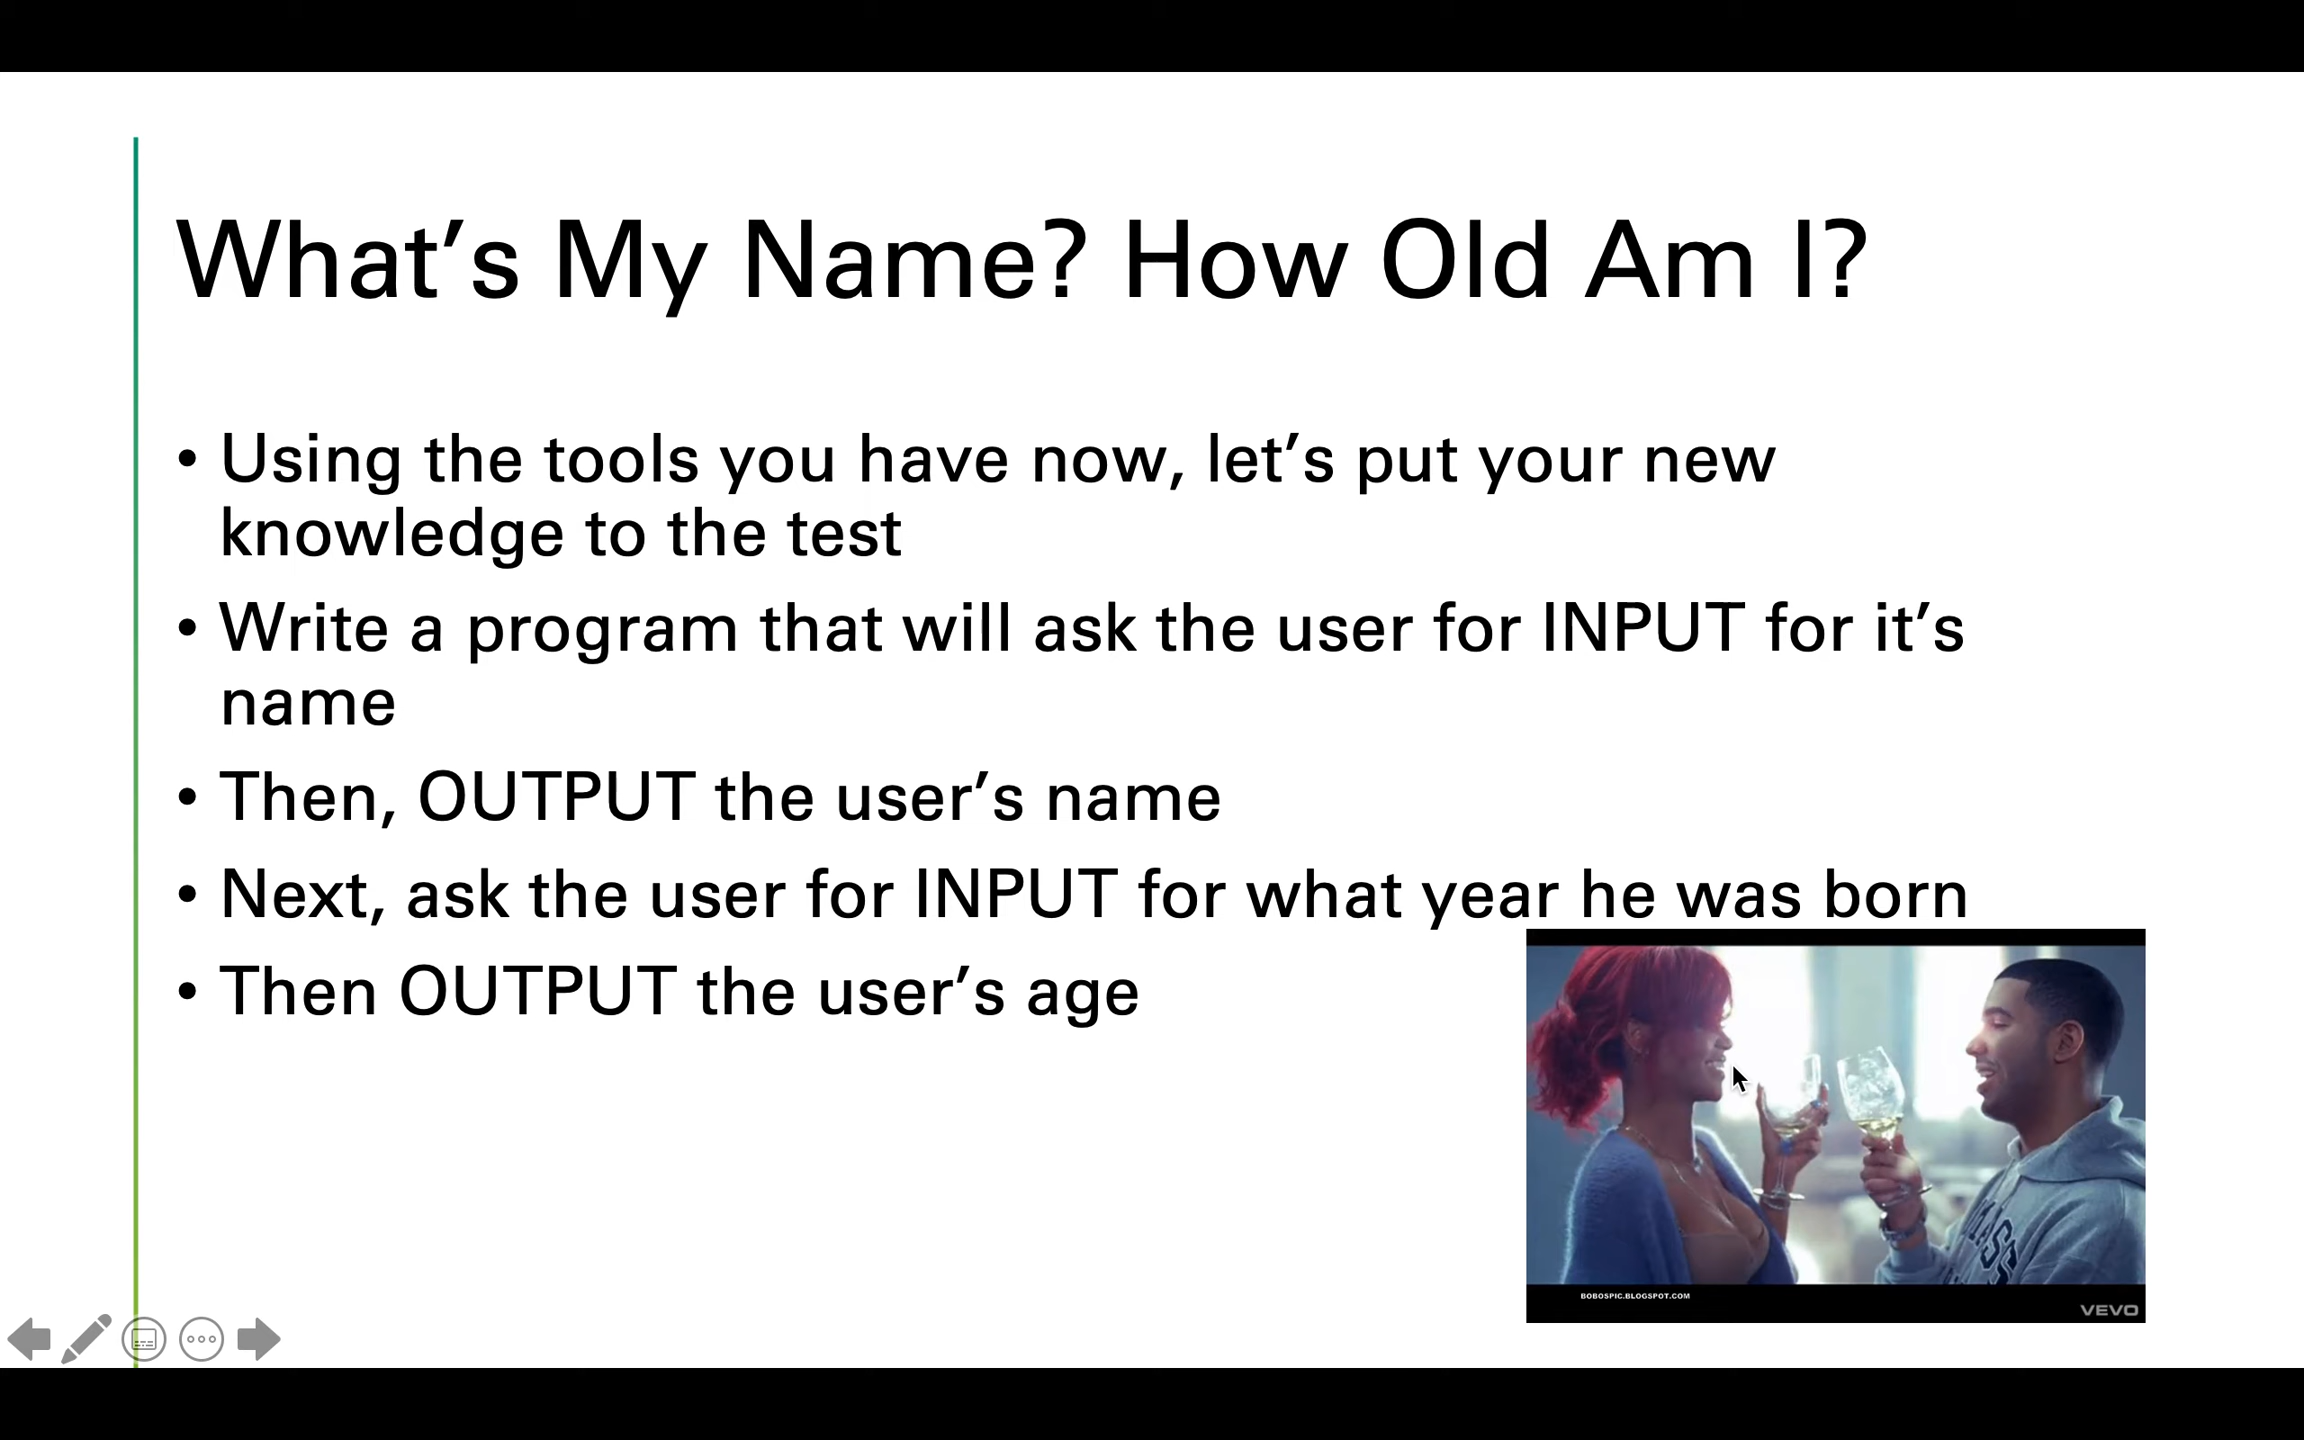 What’s My Name? How Old Am I?
• Using the tools you have now, let’s put your new
knowledge to the test
• Write a program that will ask the user for INPUT for it’s
name
• Then, OUTPUT the user’s name
• Next, ask the user for INPUT for what year he was born
• Then OUTPUT the user’s age
BOBOSPIC.BLOGSPOT.COM
VEVO